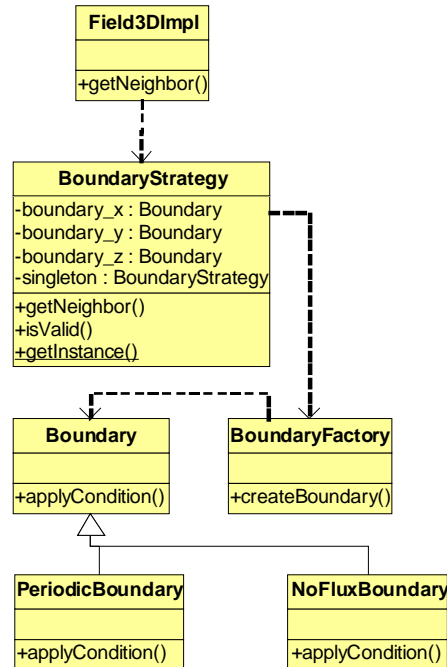 Field3DImpl
+getNeighbor()
BoundaryStrategy
-boundary_x : Boundary
-boundary_y : Boundary
-boundary_z : Boundary
-singleton : BoundaryStrategy
+getNeighbor()
+isValid()
+getInstance()
Boundary
+applyCondition()
BoundaryFactory
+createBoundary()
PeriodicBoundary
+applyCondition()
NoFluxBoundary
+applyCondition()